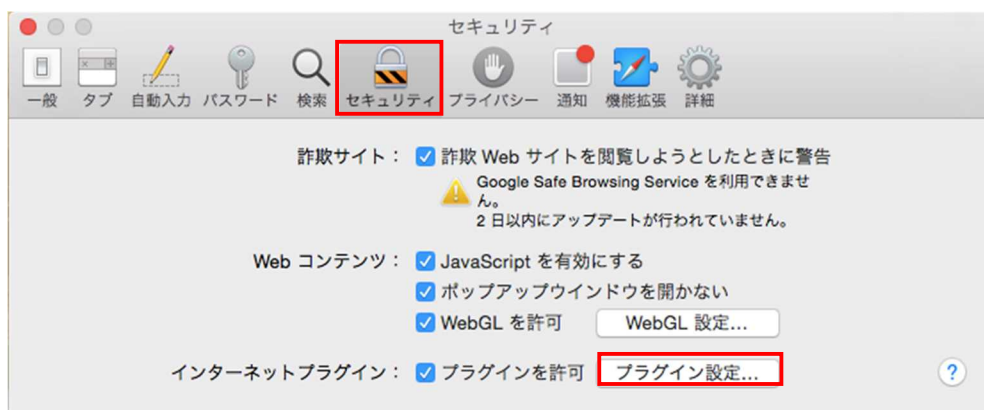 セキュリティ
一般 タブ 自動入力 パスワード 検索 セキュリティ プライバシー 通知 機能拡張 詳細
詐欺サイト： 詐欺 Web サイトを閲覧しようとしたときに警告
Google Safe Browsing Service を利用できませ
ん。
2 日以内にアップデートが行われていません。
Web コンテンツ： JavaScript を有効にする
ポップアップウインドウを開かない
WebGL を許可 WebGL 設定...
インターネットプラグイン： プラグインを許可 プラグイン設定... ?